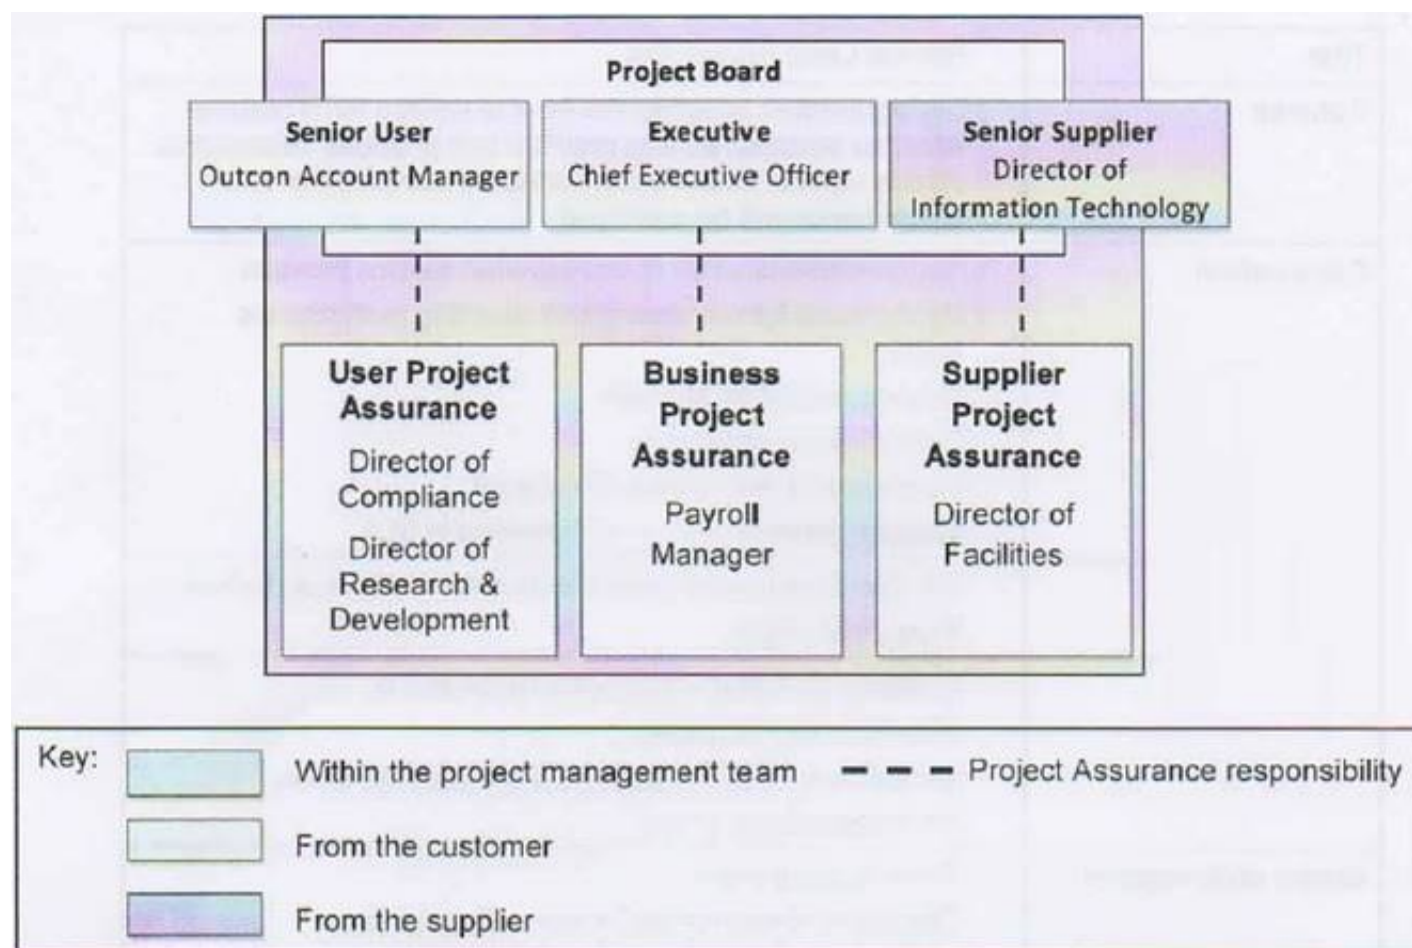 Project Board
Senior User
Outcon Account Manager
Executive
Chief Executive Officer
Senior Supplier
Director of
Information Technology
User Project
Assurance
Director of
Compliance
Director of
Research &
Development
Business
Project
Assurance
Payroll
Manager
Supplier
Project
Assurance
Director of
Facilities
Key:
Within the project management team
Project Assurance responsibility
From the customer
From the supplier